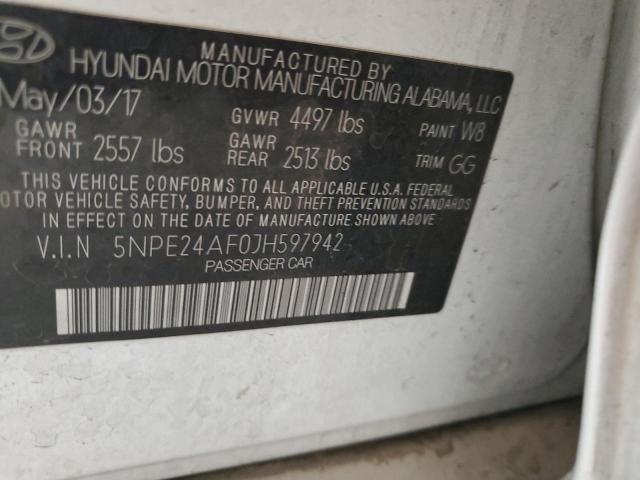 MANUFACTURED BY
HYUNDAI MOTOR MANUFACTURING ALABAMA, LLC
May/03/17 GVWR 4497 lbs PAINT W8
GAWR FRONT 2557 lbs GAWR REAR 2513 lbs TRIM GG
THIS VEHICLE CONFORMS TO ALL APPLICABLE U.S.A. FEDERAL
MOTOR VEHICLE SAFETY, BUMPER, AND THEFT PREVENTION STANDARDS
IN EFFECT ON THE DATE OF MANUFACTURE SHOWN ABOVE.
V.I.N 5NPE24AF0JH597942
PASSENGER CAR